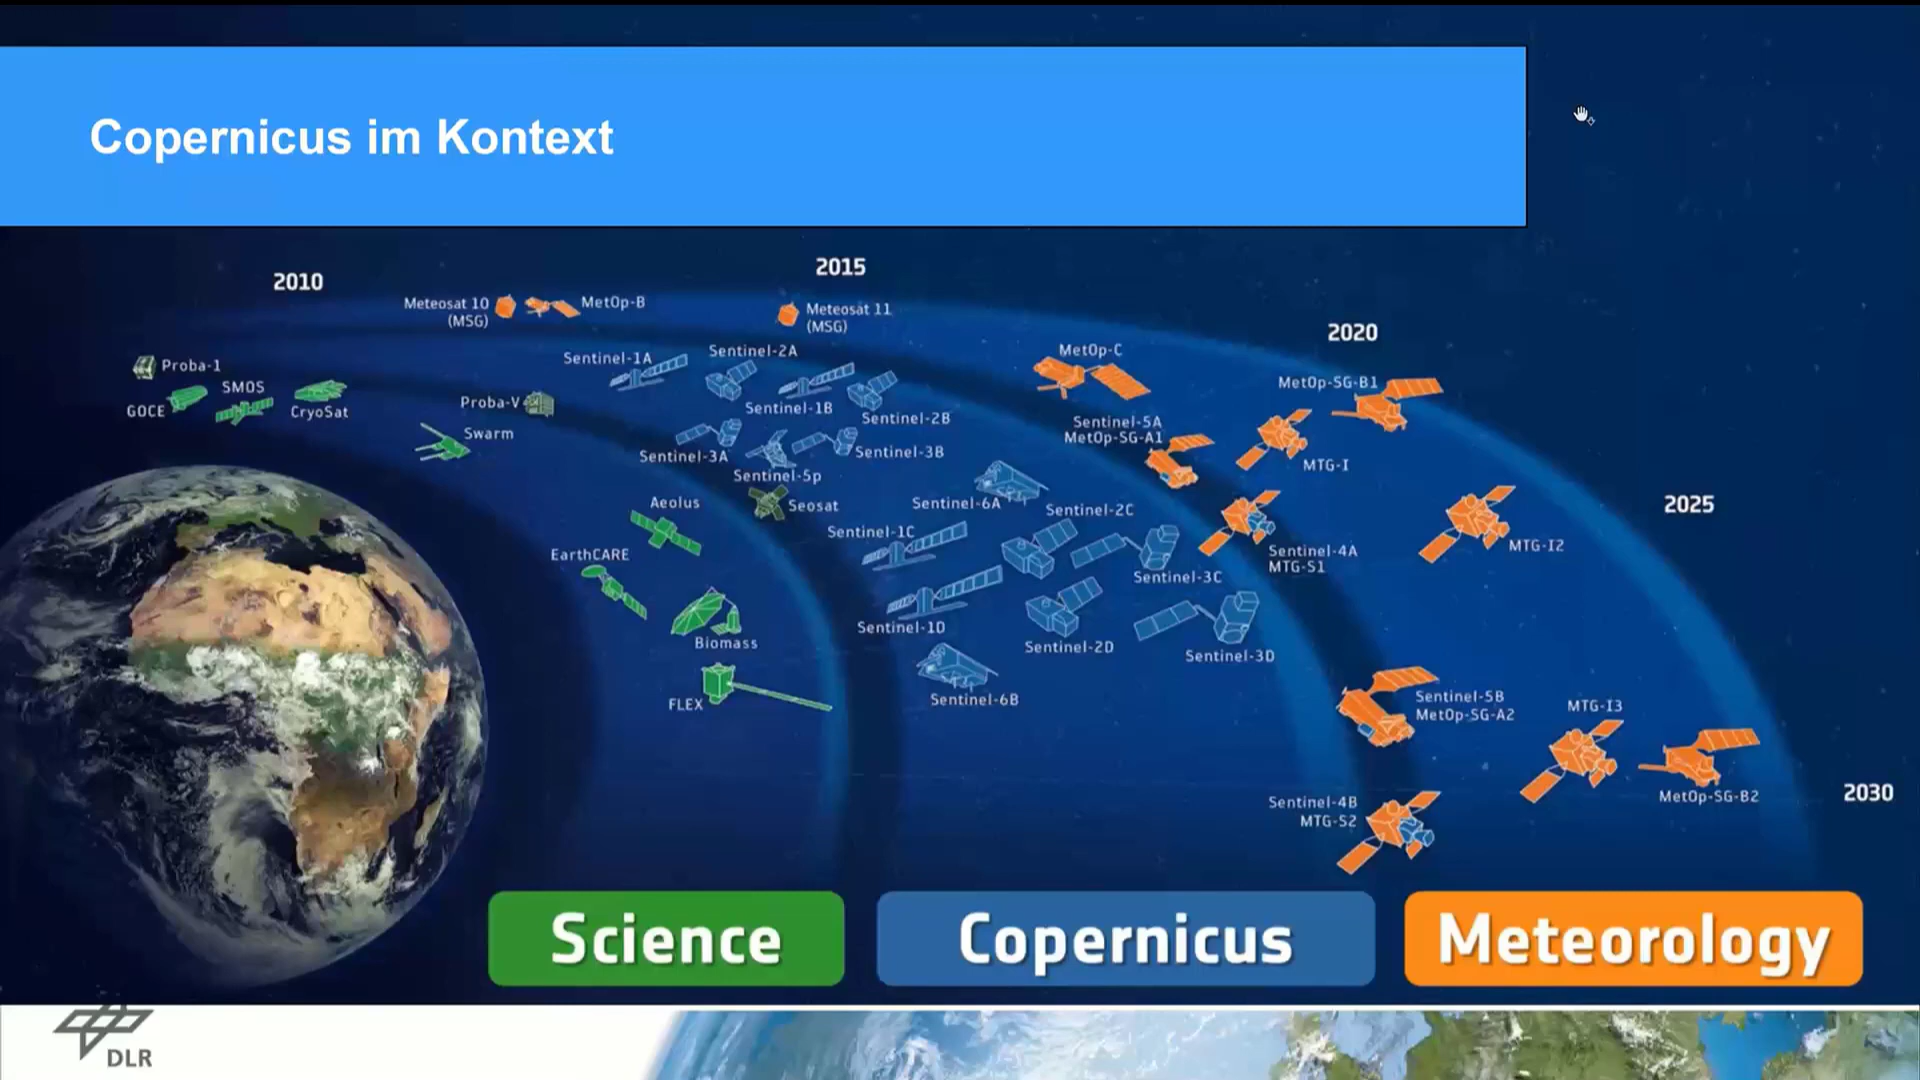 Copernicus im Kontext
2010
2015
2020
2025
2030
Meteosat 10
(MSG)
MetOp-B
Meteosat 11
(MSG)
Proba-1
GOCE
SMOS
CryoSat
Proba-V
Swarm
Sentinel-1A
Sentinel-2A
Sentinel-1B
Sentinel-2B
Sentinel-3A
Sentinel-3B
Sentinel-5p
Seosat
Aeolus
EarthCARE
Biomass
FLEX
MetOp-C
MetOp-SG-B1
Sentinel-5A
MetOp-SG-A1
MTG-I
Sentinel-6A
Sentinel-2C
Sentinel-1C
Sentinel-3C
Sentinel-4A
MTG-S1
MTG-I2
Sentinel-1D
Sentinel-2D
Sentinel-3D
Sentinel-6B
Sentinel-5B
MetOp-SG-A2
MTG-I3
MetOp-SG-B2
Sentinel-4B
MTG-S2
Science
Copernicus
Meteorology
DLR